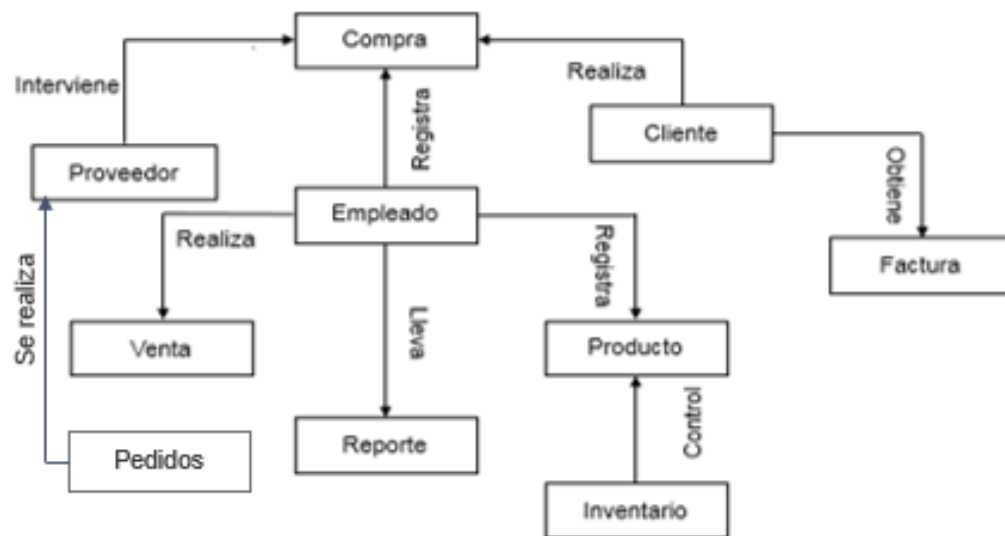 Compra
Interviene
Realiza
Registra
Cliente
Proveedor
Obtiene
Empleado
Realiza
Registra
Factura
Se realiza
Venta
Lleva
Producto
Pedidos
Reporte
Control
Inventario